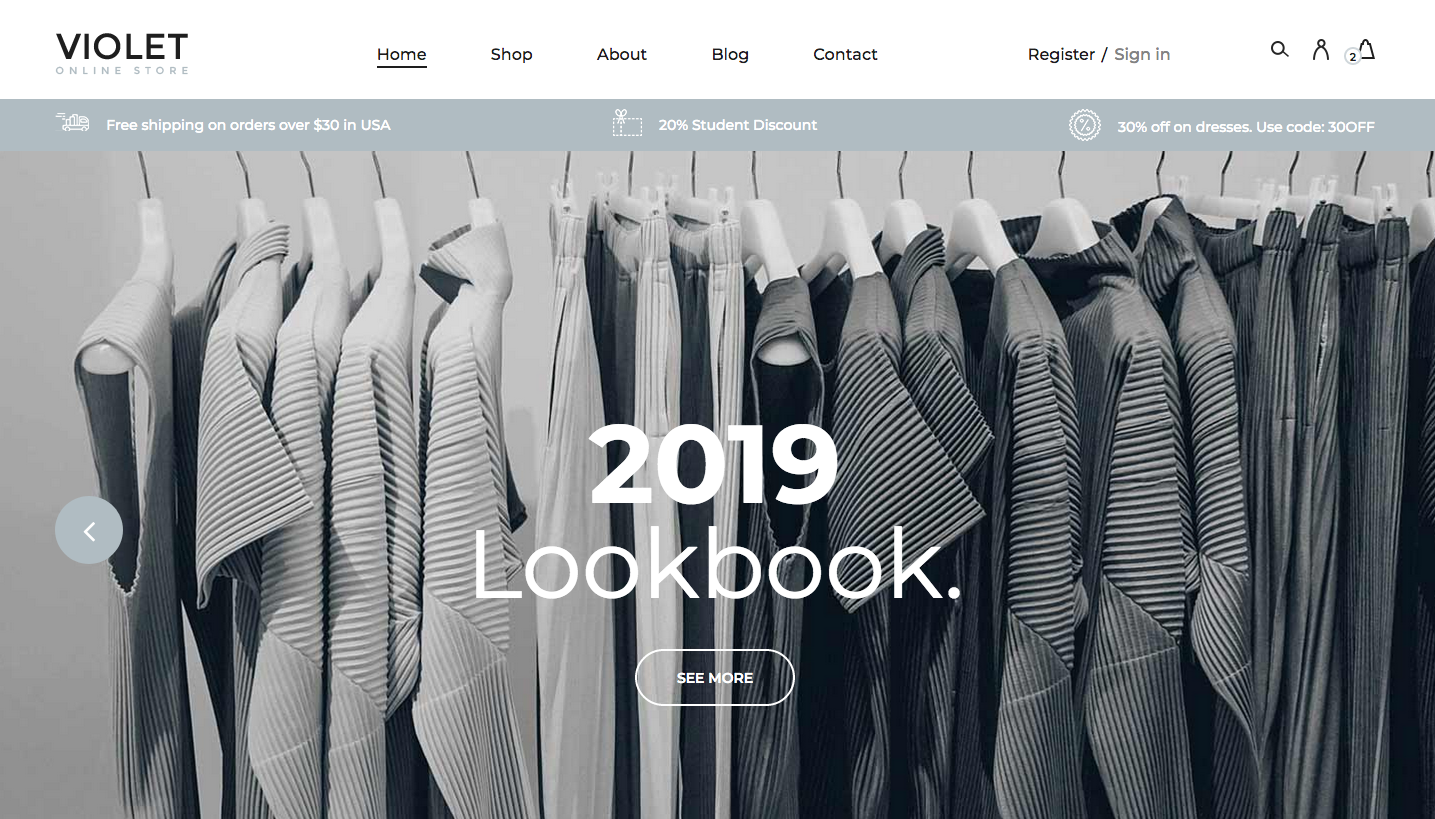 VIOLET
ONLINE STORE
Home Shop About Blog Contact Register / Sign in
2
Free shipping on orders over $30 in USA 20% Student Discount 30% off on dresses. Use code: 30OFF
2019
Lookbook.
SEE MORE